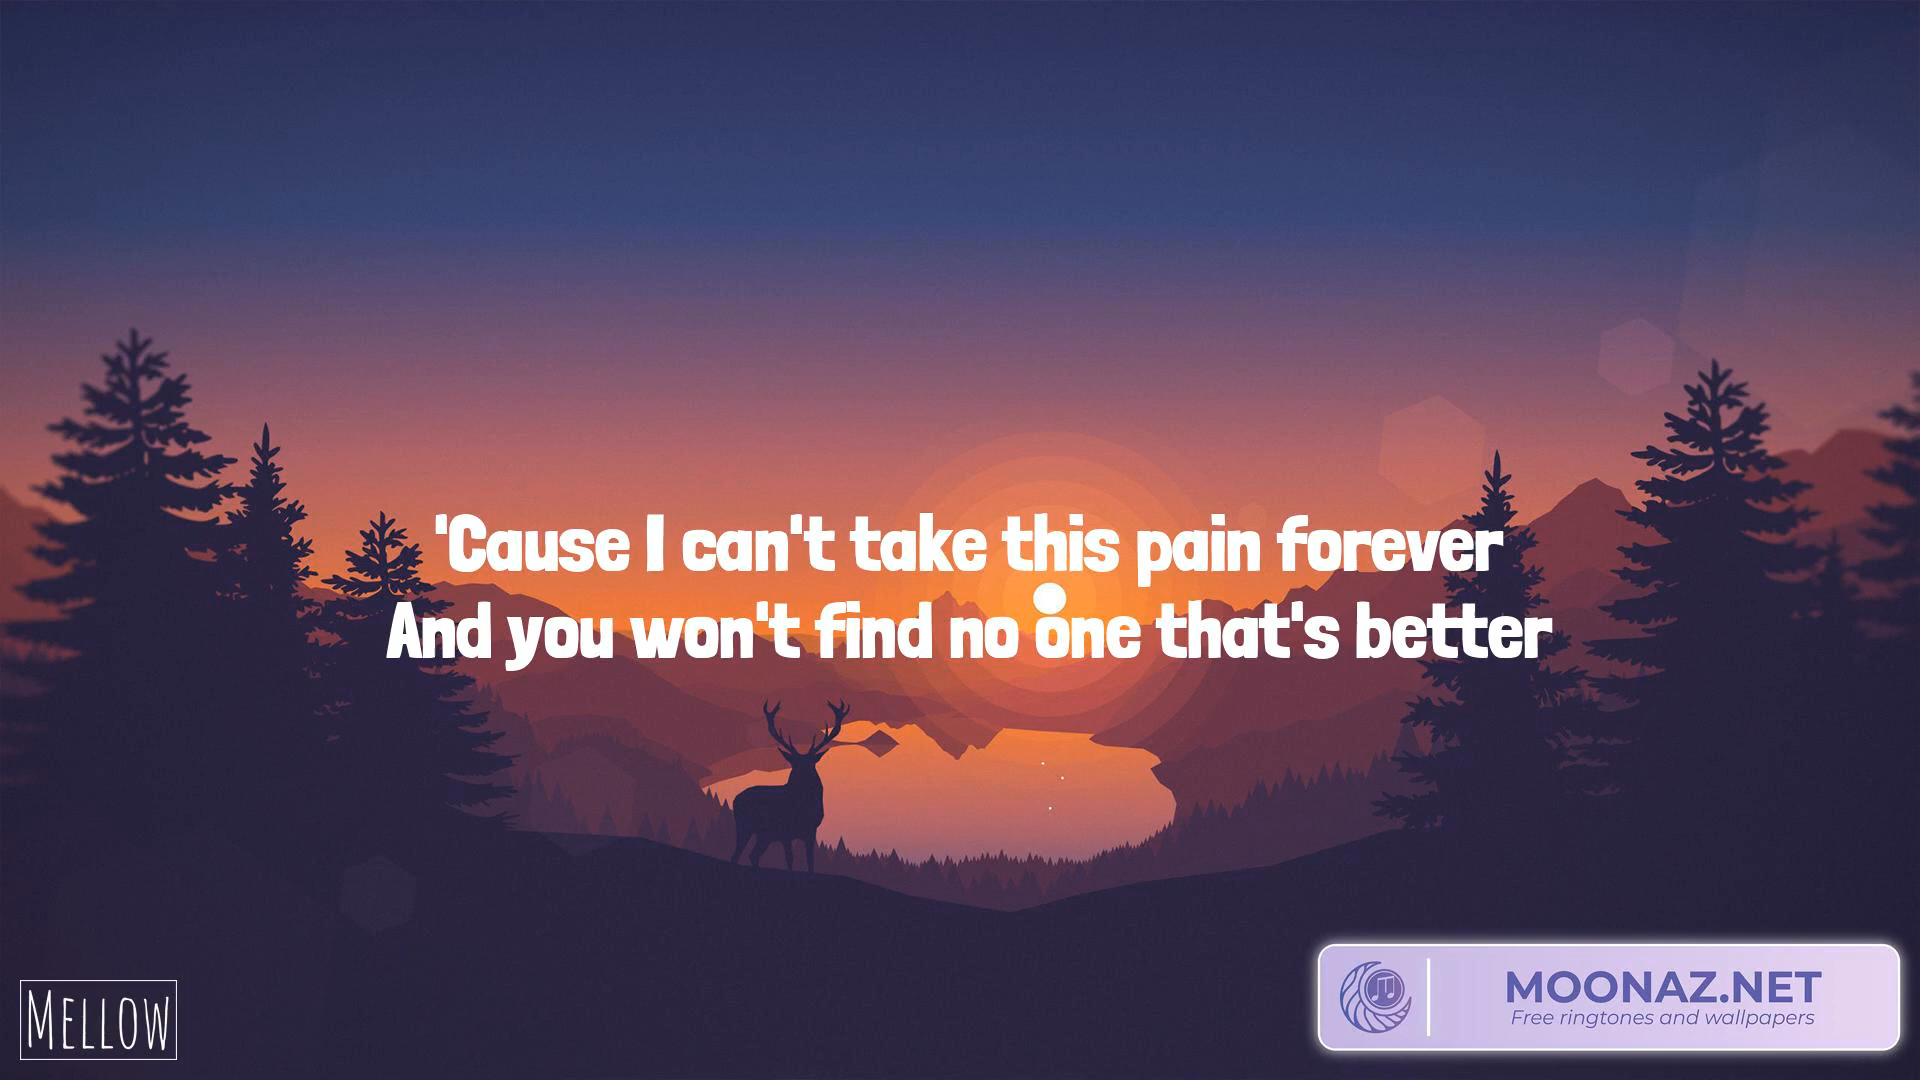 'Cause I can't take this pain forever
And you won't find no one that's better
MELLOW
MOONAZ.NET
Free ringtones and wallpapers